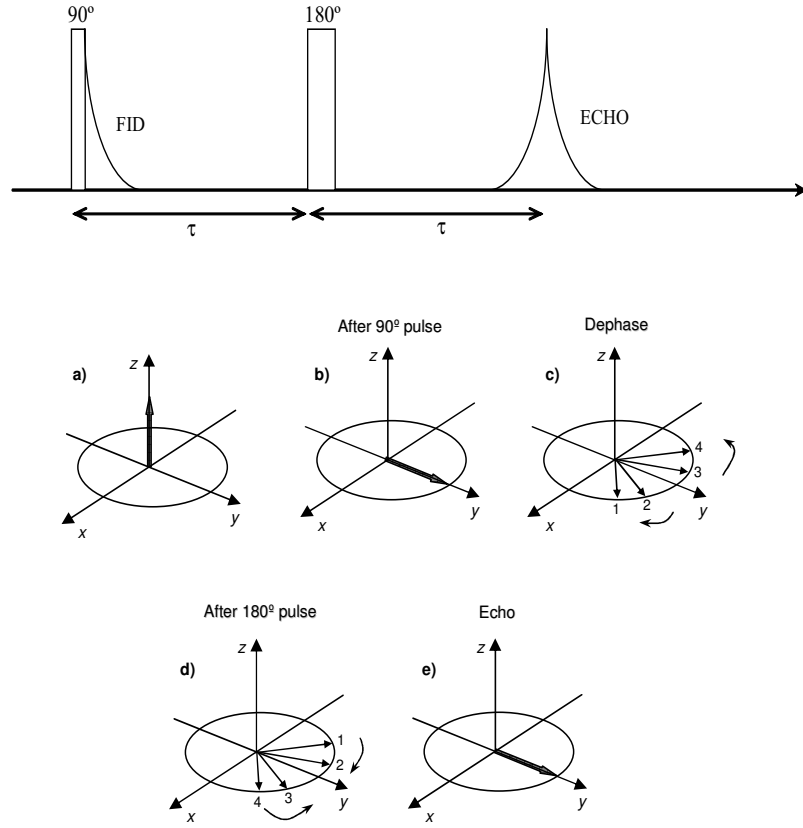 90º 180º
FID
ECHO
τ τ
After 90º pulse Dephase
a) z x y
b) z x y
c) z x y 1 2 3 4
After 180º pulse Echo
d) z x y 1 2 3 4
e) z x y